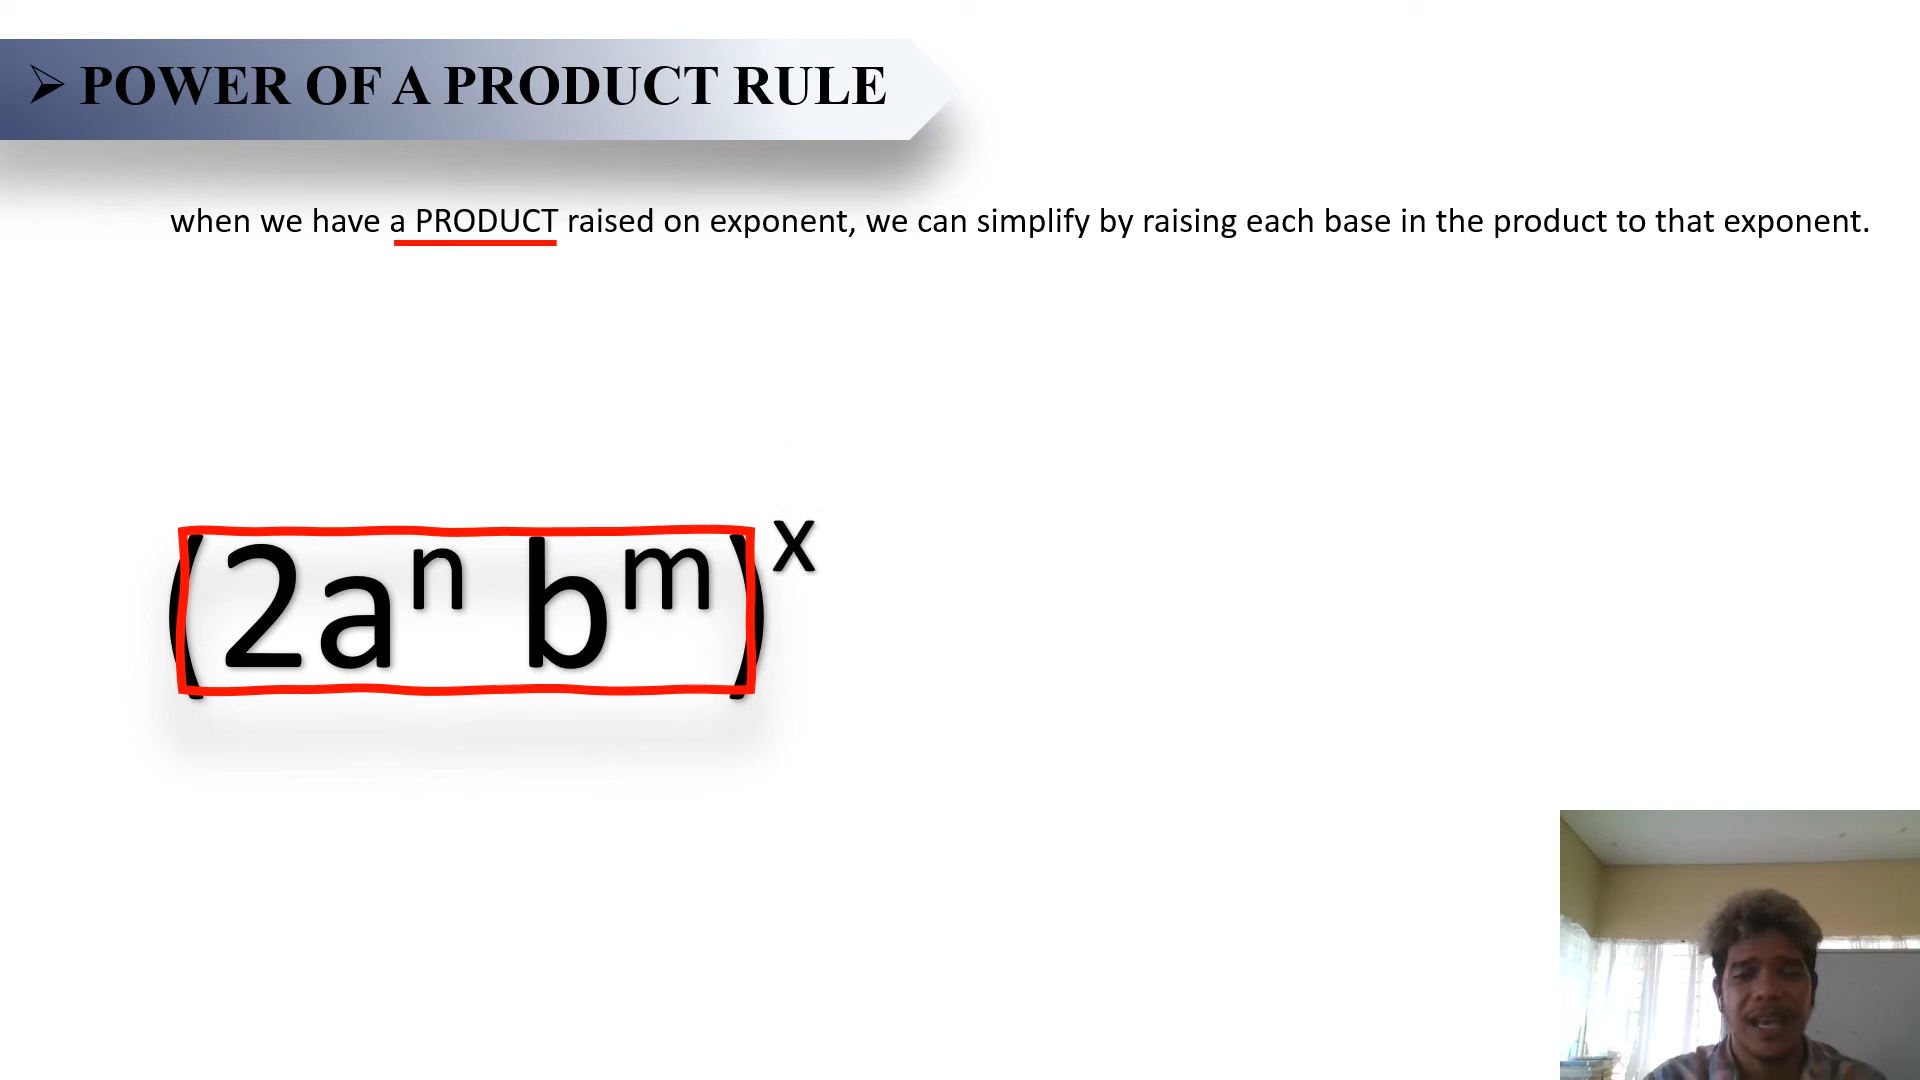 ➢ POWER OF A PRODUCT RULE
when we have a PRODUCT raised on exponent, we can simplify by raising each base in the product to that exponent.
(2aⁿ bᵐ)ˣ